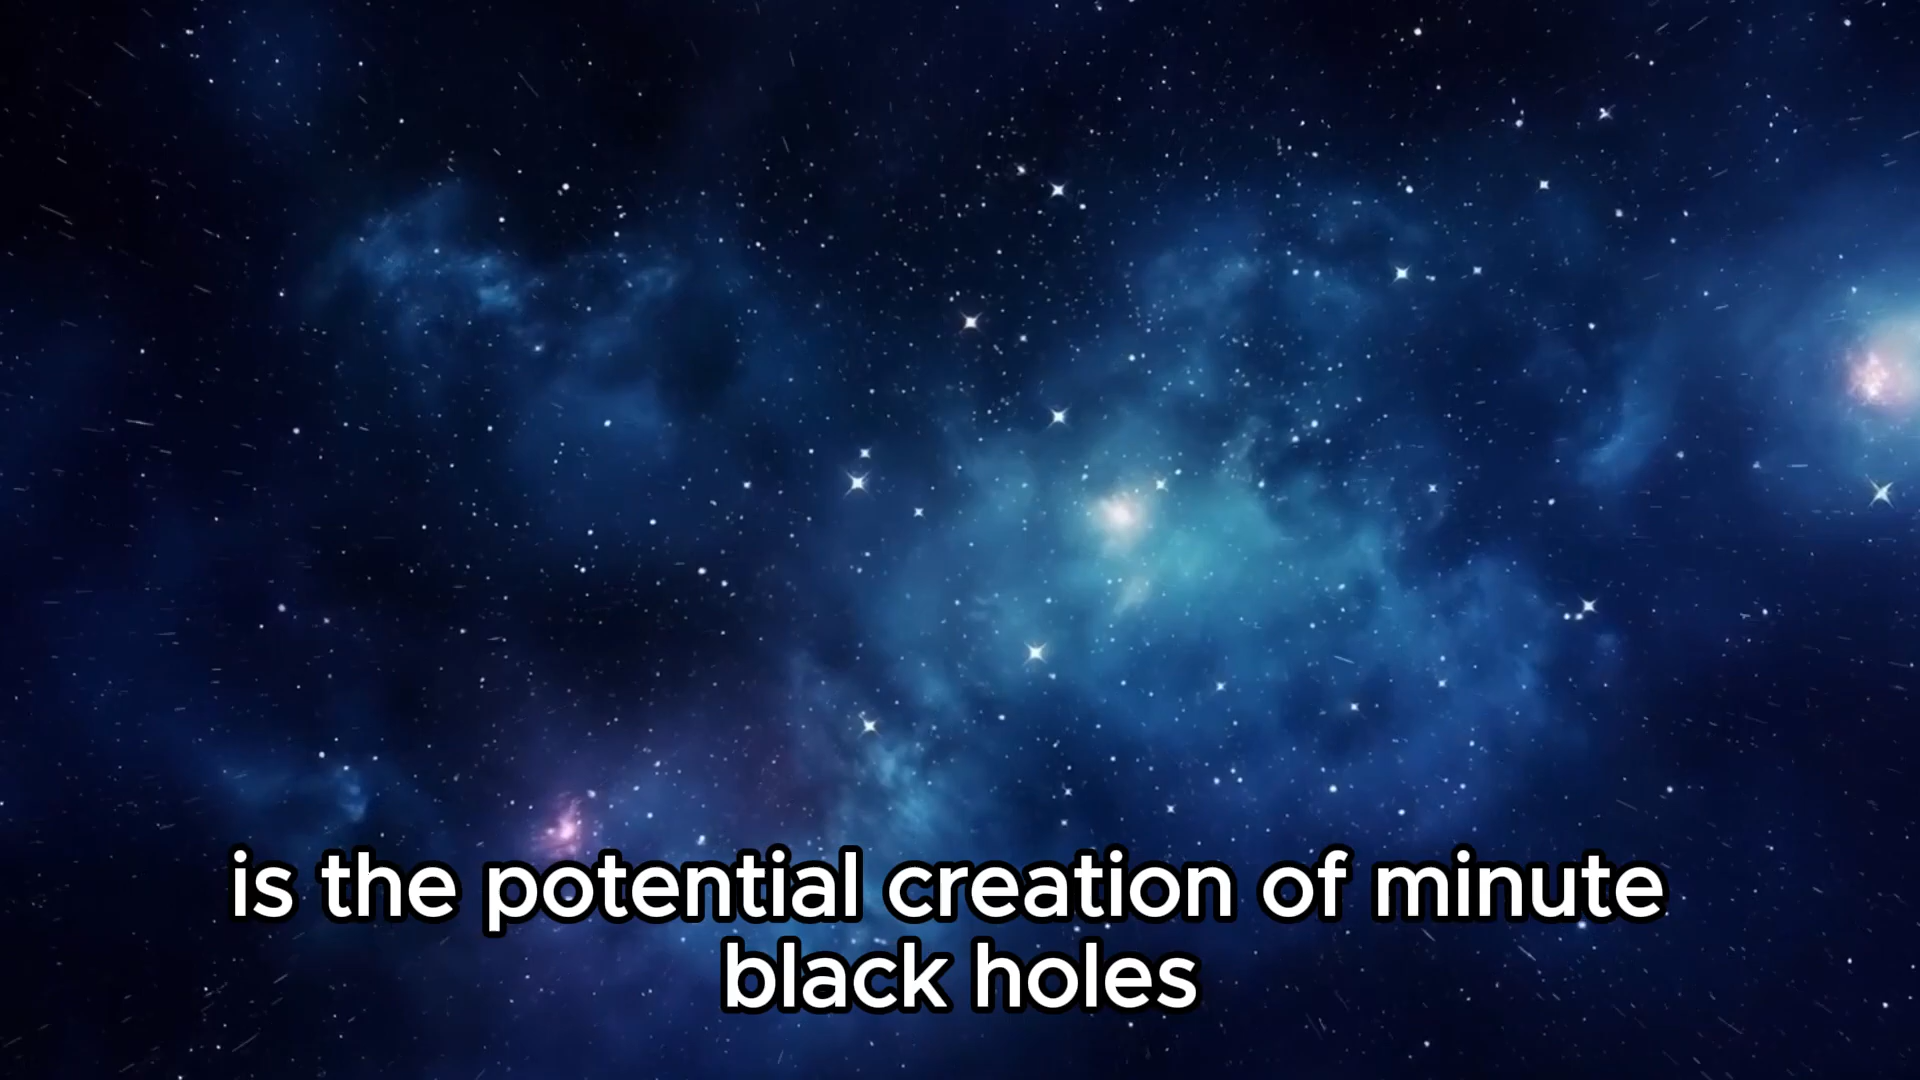 is the potential creation of minute
black holes